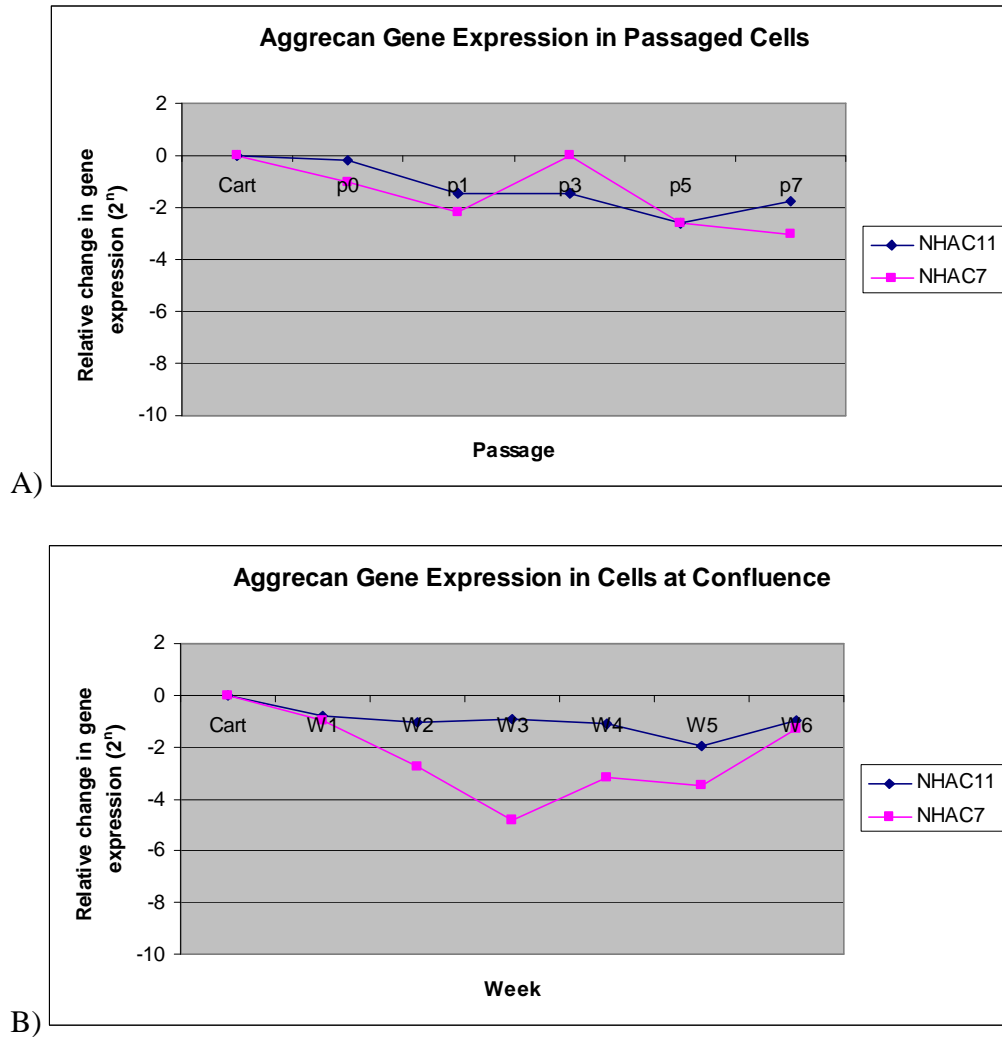 Aggrecan Gene Expression in Passaged Cells
2
0
-2
-4
-6
-8
-10
Cart p0 p1 p3 p5 p7
Relative change in gene
expression (2ⁿ)
Passage
NHAC11
NHAC7
A)
Aggrecan Gene Expression in Cells at Confluence
2
0
-2
-4
-6
-8
-10
Cart W1 W2 W3 W4 W5 W6
Relative change in gene
expression (2ⁿ)
Week
NHAC11
NHAC7
B)